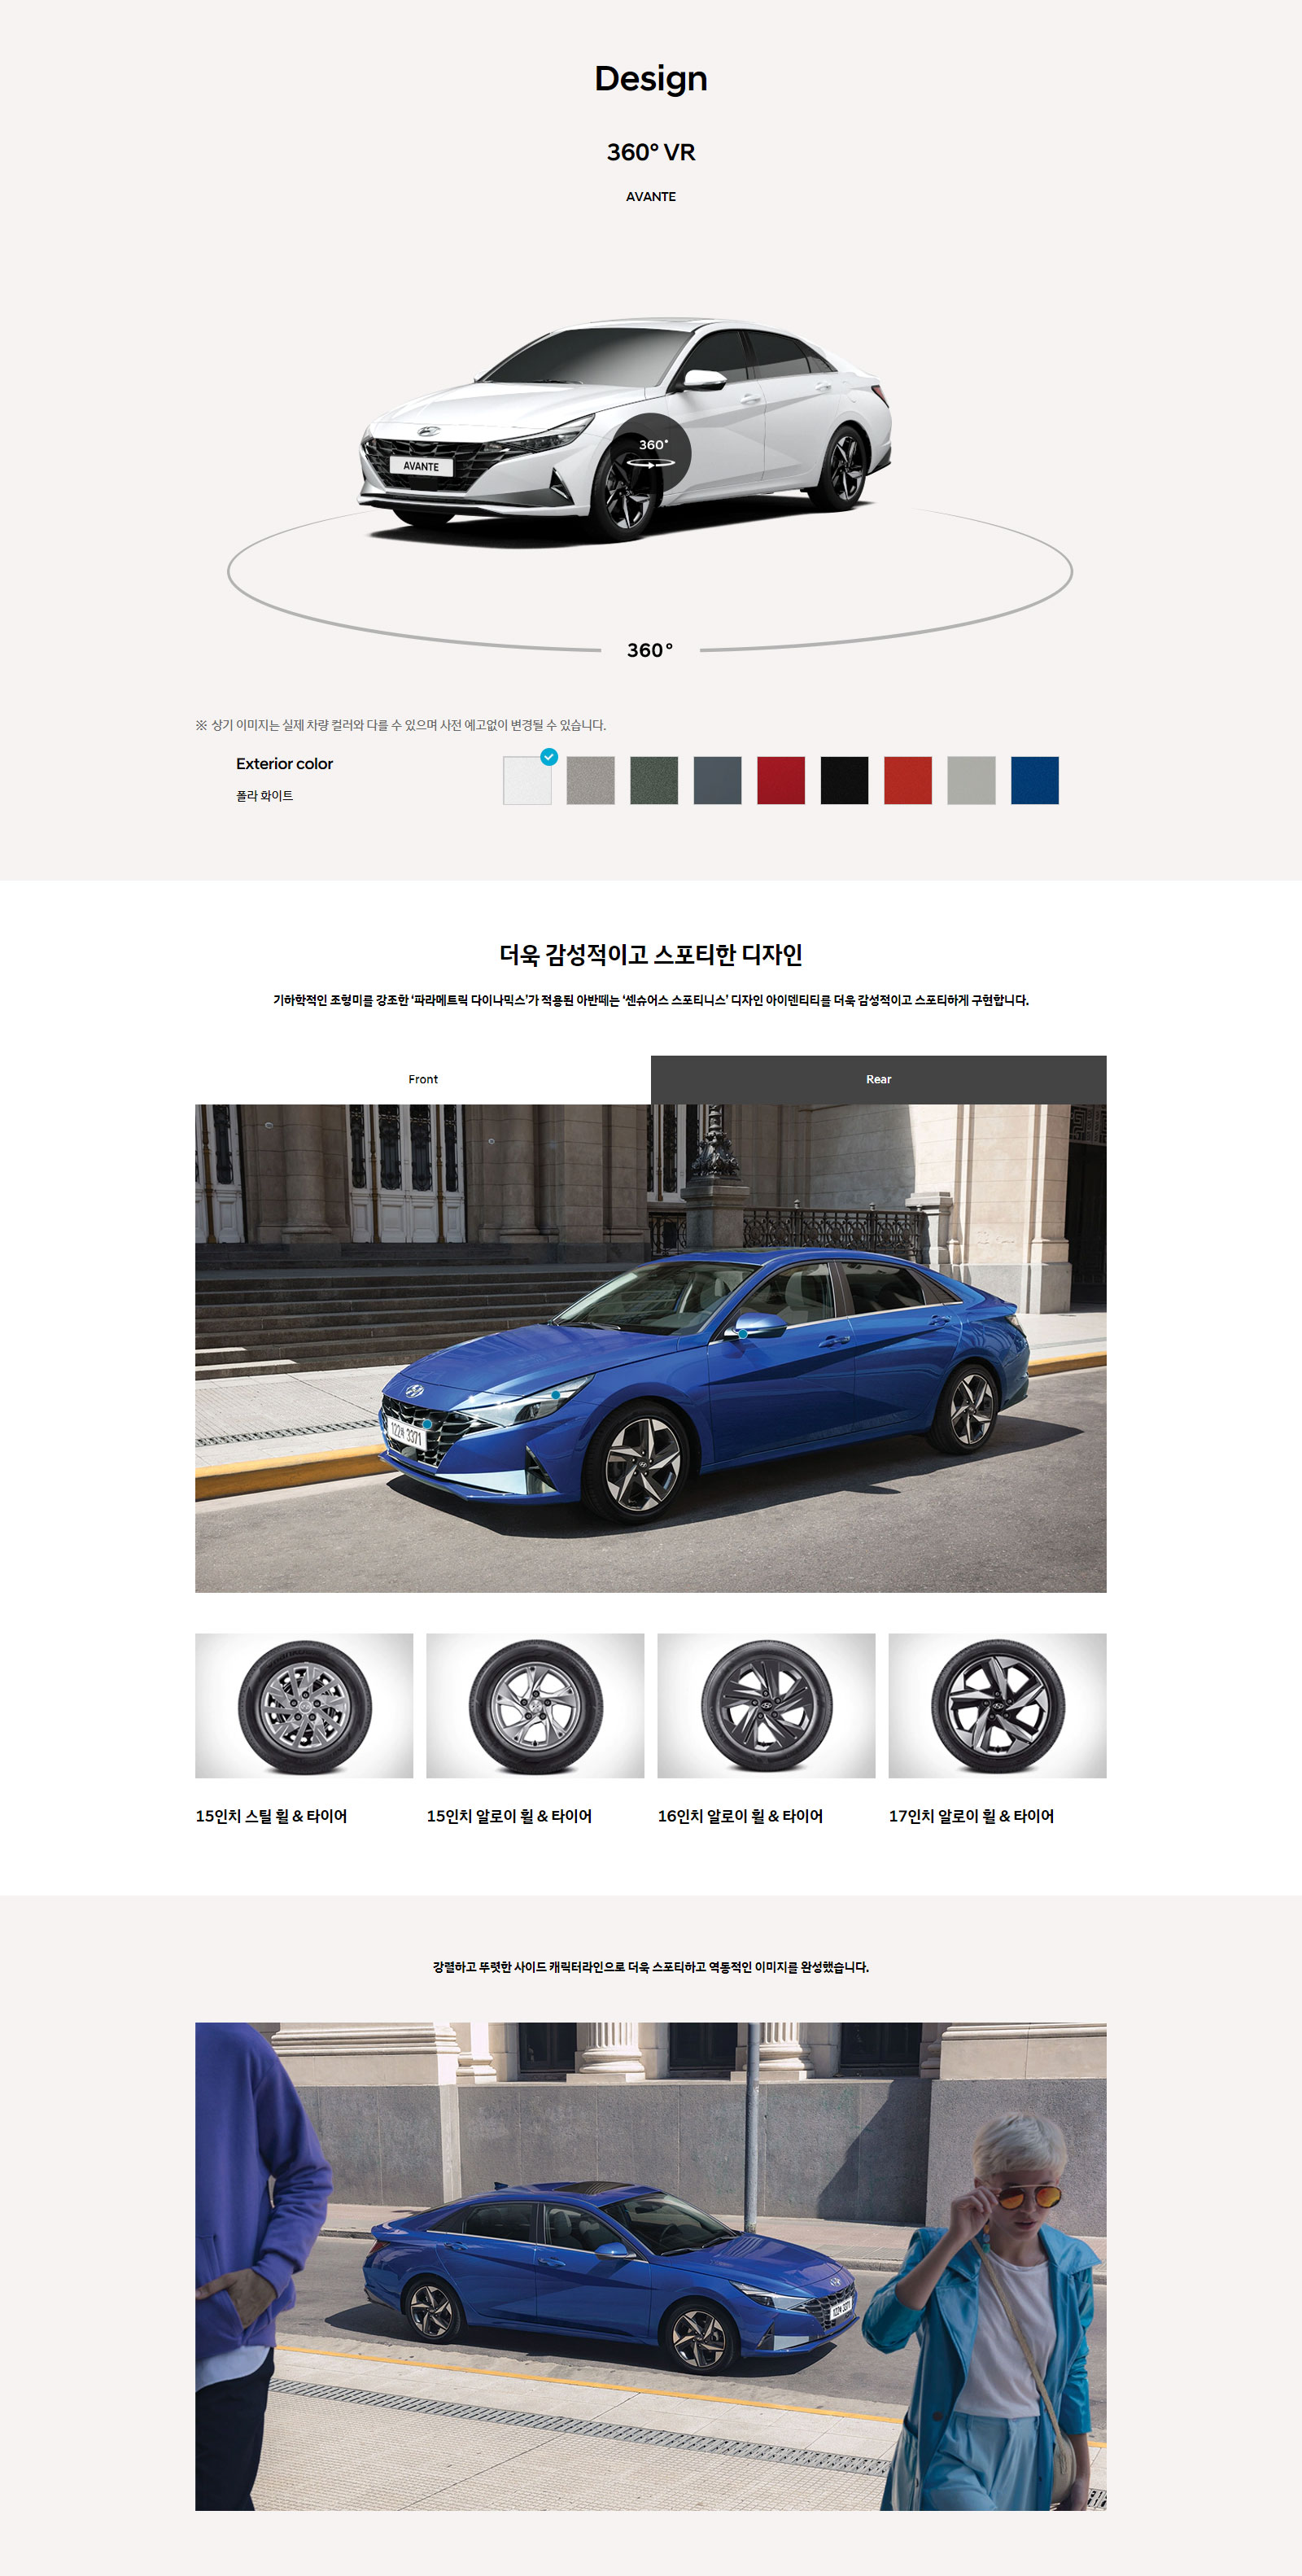 Design
360° VR
AVANTE
AVANTE
360°
360°
※ 상기 이미지는 실제 차량 컬러와 다를 수 있으며 사전 예고없이 변경될 수 있습니다.
Exterior color
폴라 화이트
더욱 감성적이고 스포티한 디자인
기하학적인 조형미를 강조한 ‘파라메트릭 다이나믹스’가 적용된 아반떼는 ‘센슈어스 스포티니스’ 디자인 아이덴티티를 더욱 감성적이고 스포티하게 구현합니다.
Front
Rear
1224 3371
15인치 스틸 휠 & 타이어
15인치 알로이 휠 & 타이어
16인치 알로이 휠 & 타이어
17인치 알로이 휠 & 타이어
강렬하고 뚜렷한 사이드 캐릭터라인으로 더욱 스포티하고 역동적인 이미지를 완성했습니다.